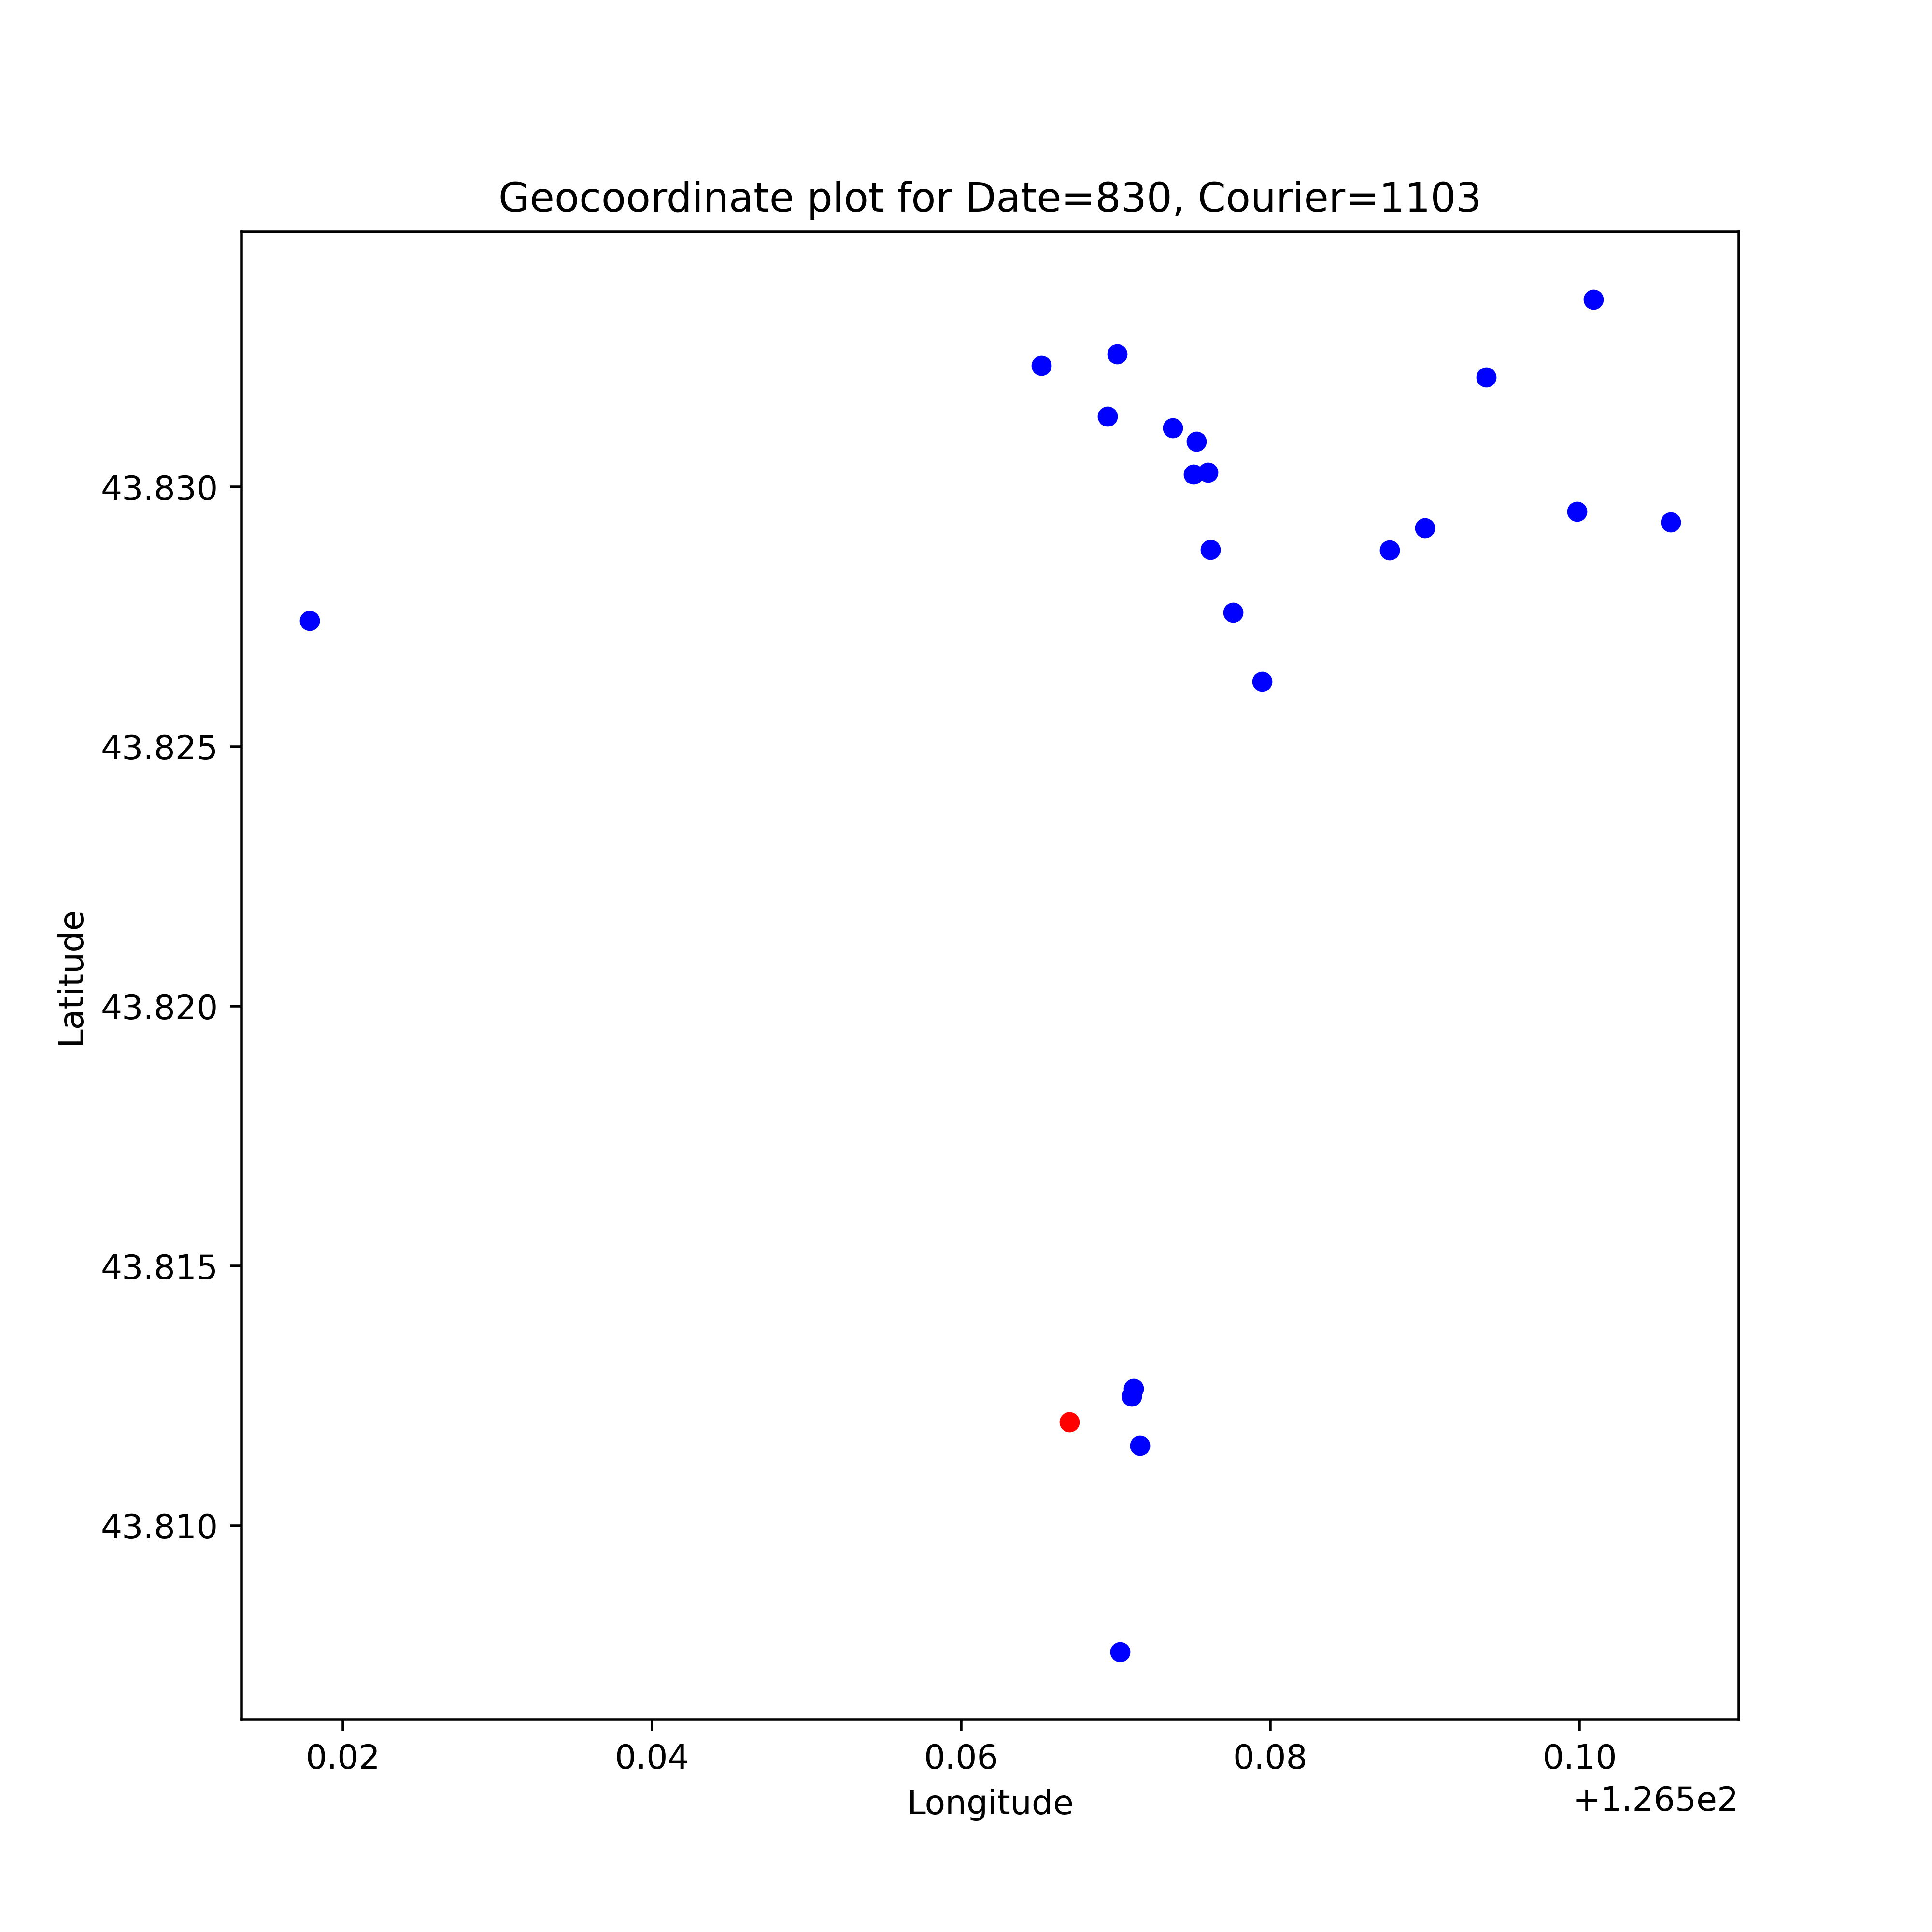 Geocoordinate plot for Date=830, Courier=1103
43.830
43.825
43.820
43.815
43.810
Latitude
0.02 0.04 0.06 0.08 0.10
Longitude
+1.265e2